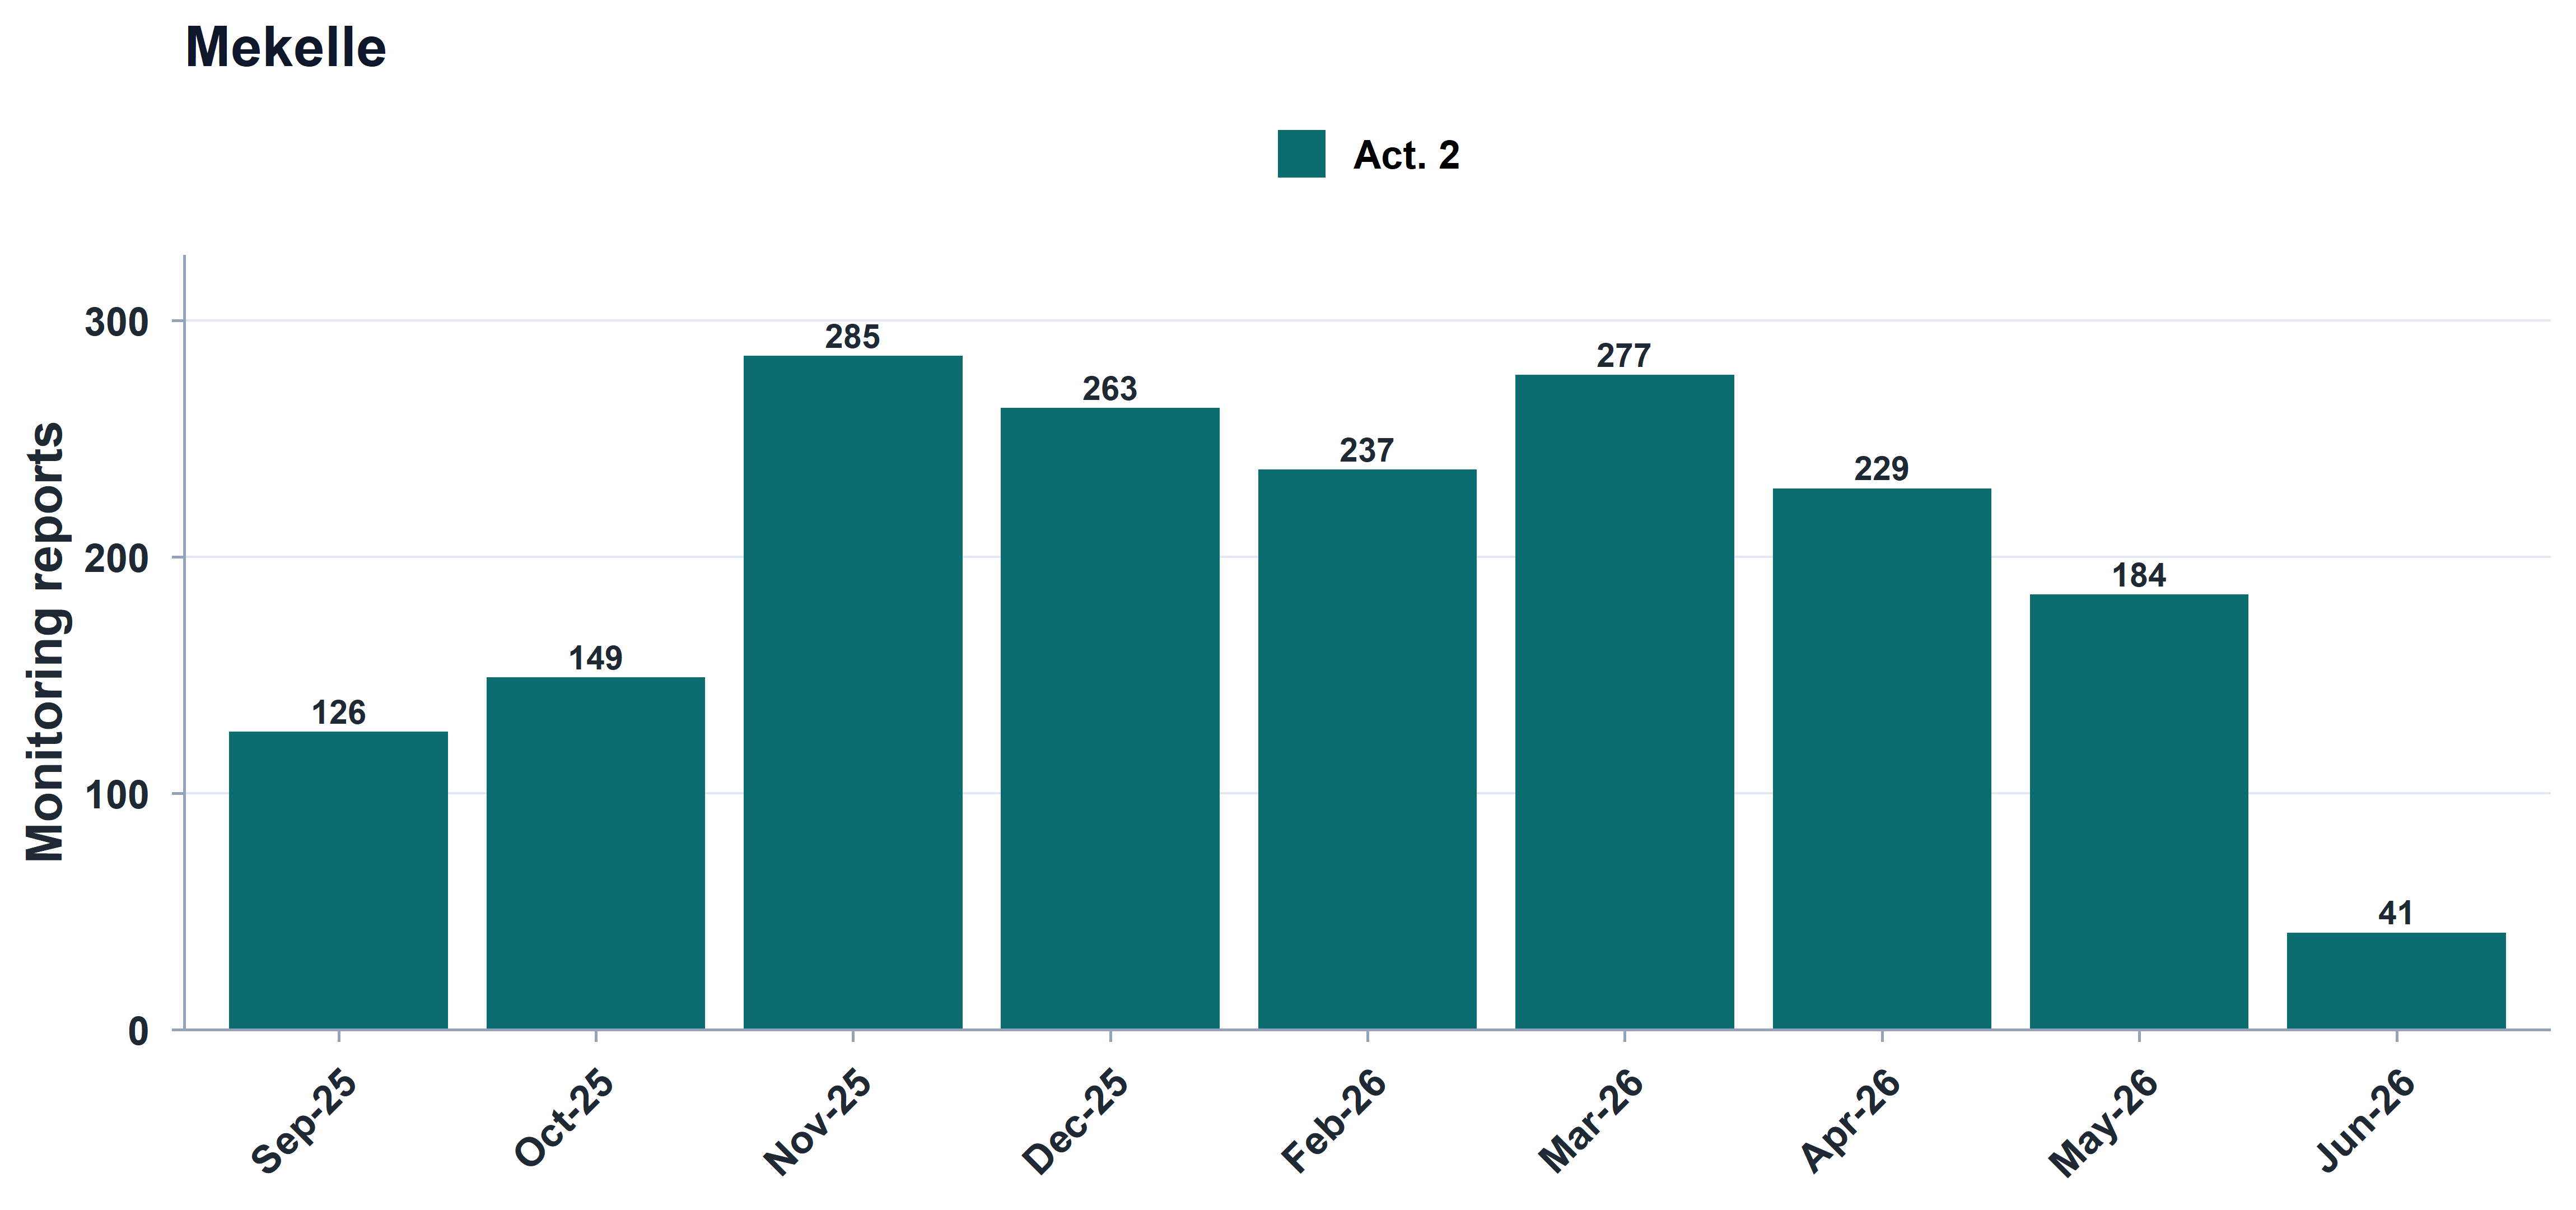 Mekelle
Act. 2
Monitoring reports
300
200
100
0
126
149
285
263
237
277
229
184
41
Sep-25
Oct-25
Nov-25
Dec-25
Feb-26
Mar-26
Apr-26
May-26
Jun-26